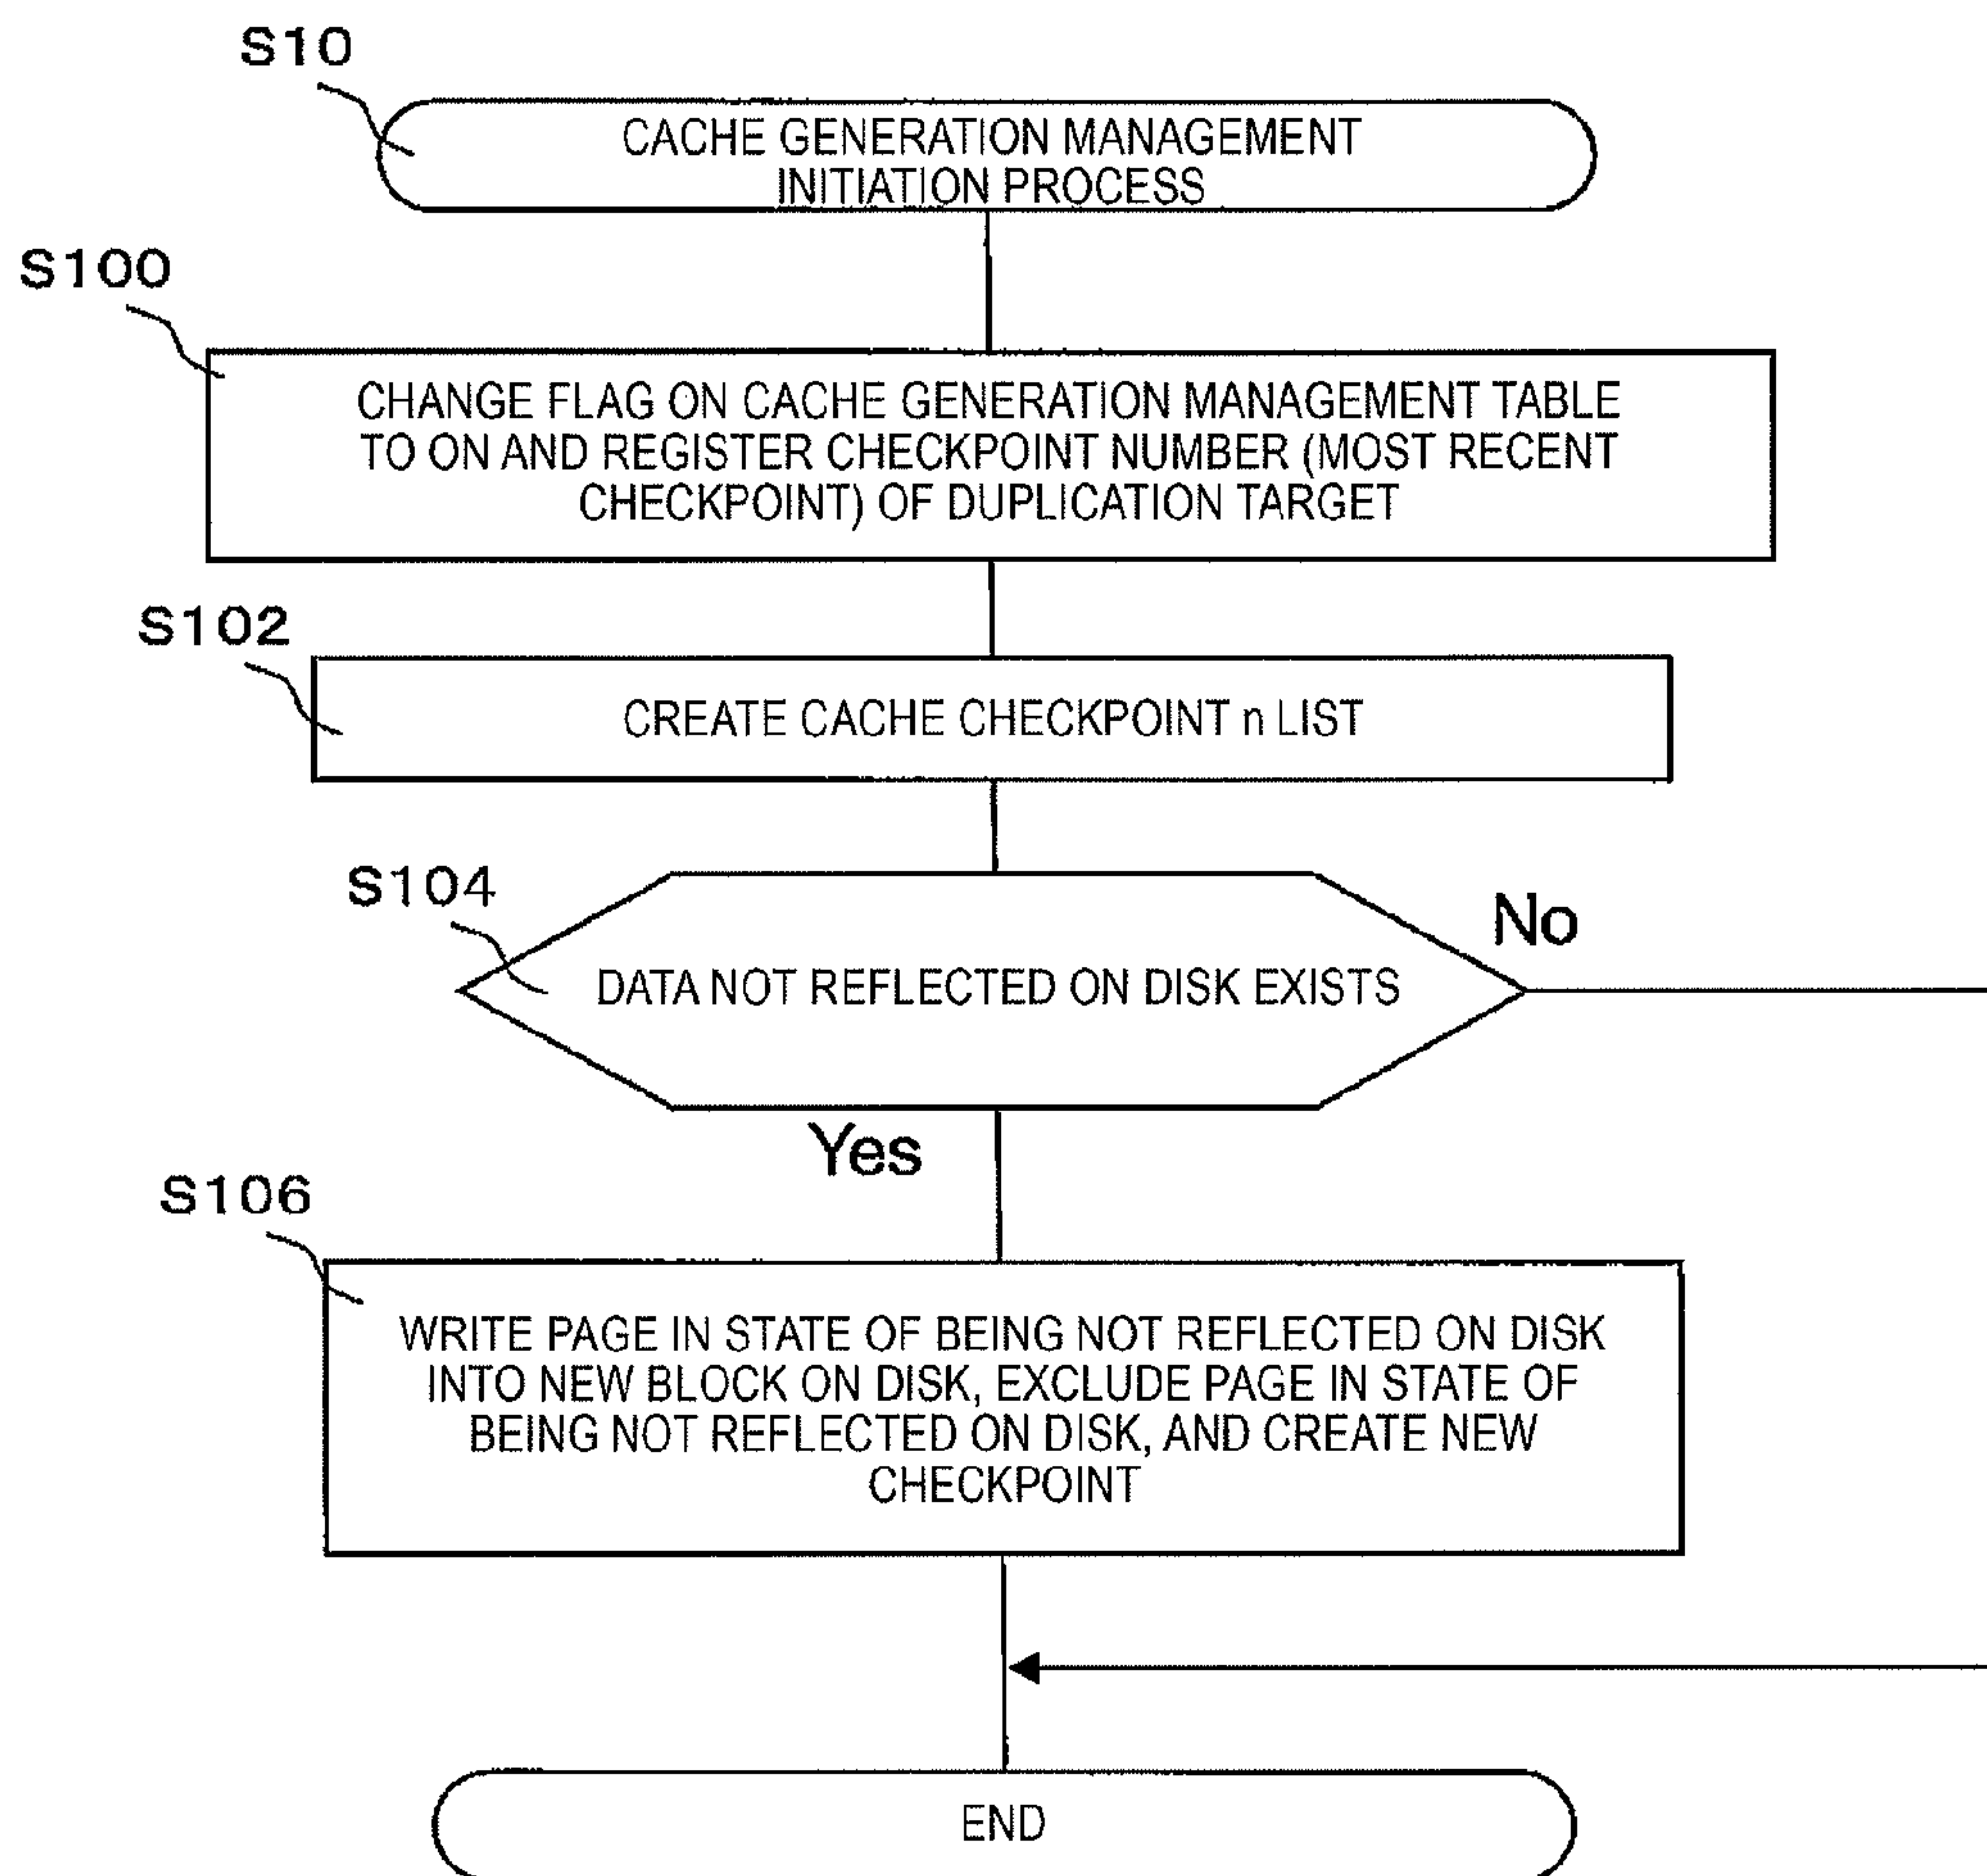 S10
CACHE GENERATION MANAGEMENT
INITIATION PROCESS
S100
CHANGE FLAG ON CACHE GENERATION MANAGEMENT TABLE
TO ON AND REGISTER CHECKPOINT NUMBER (MOST RECENT
CHECKPOINT) OF DUPLICATION TARGET
S102
CREATE CACHE CHECKPOINT n LIST
S104
No
DATA NOT REFLECTED ON DISK EXISTS
Yes
S106
WRITE PAGE IN STATE OF BEING NOT REFLECTED ON DISK
INTO NEW BLOCK ON DISK, EXCLUDE PAGE IN STATE OF
BEING NOT REFLECTED ON DISK, AND CREATE NEW
CHECKPOINT
END